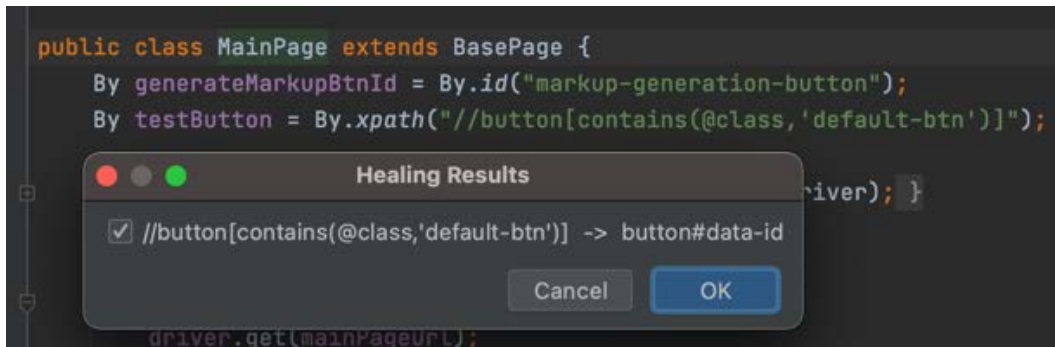 public class MainPage extends BasePage {
By generateMarkupBtnId = By.id("markup-generation-button");
By testButton = By.xpath("//button[contains(@class,'default-btn')]");
Healing Results
river); }
//button[contains(@class,'default-btn')] -> button#data-id
Cancel OK
driver.get(mainPageUrl);